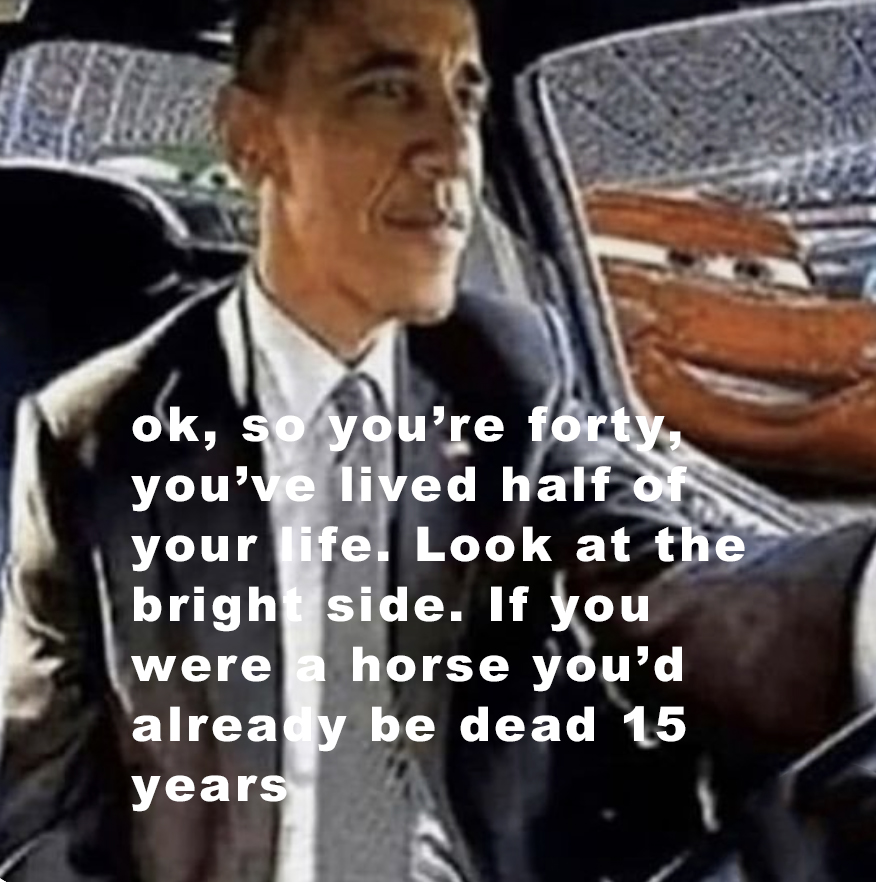 ok, so you’re forty,
you’ve lived half of
your life. Look at the
bright side. If you
were a horse you’d
already be dead 15
years